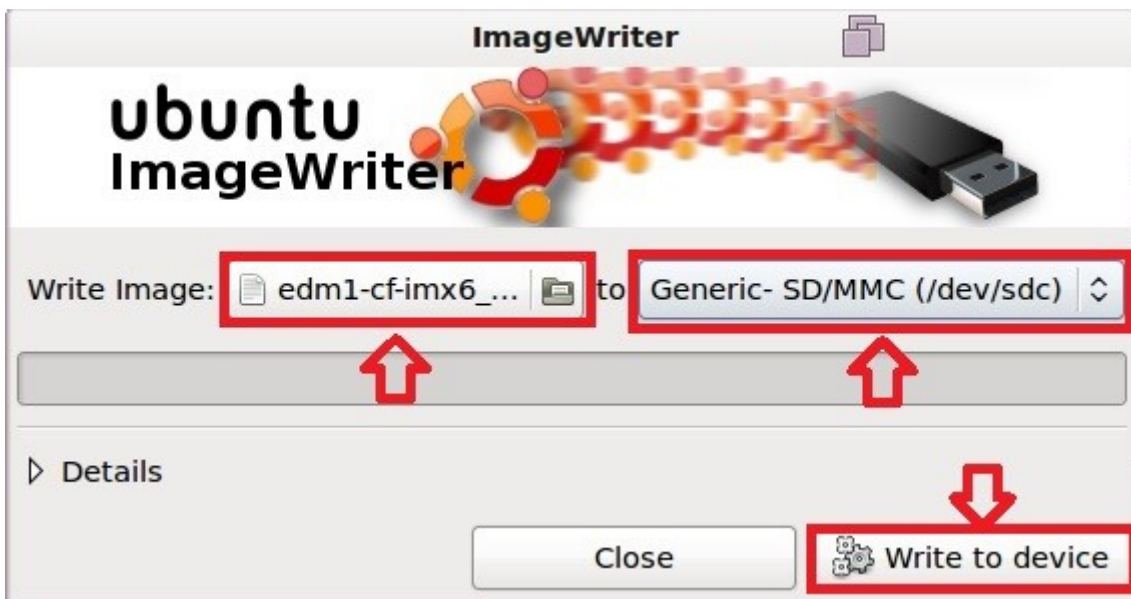 ImageWriter
ubuntu
ImageWriter
Write Image: edm1-cf-imx6_... to Generic- SD/MMC (/dev/sdc)
Details
Close Write to device